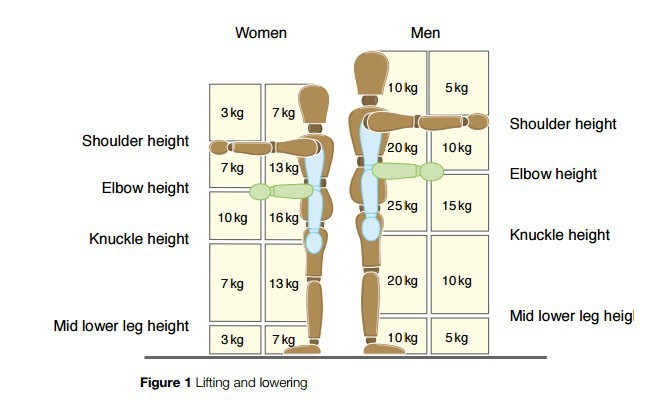 Women Men
3 kg 7 kg 10 kg 5 kg
Shoulder height Shoulder height
7 kg 13 kg 20 kg 10 kg
Elbow height Elbow height
10 kg 16 kg 25 kg 15 kg
Knuckle height Knuckle height
7 kg 13 kg 20 kg 10 kg
Mid lower leg height Mid lower leg heig
3 kg 7 kg 10 kg 5 kg
Figure 1 Lifting and lowering